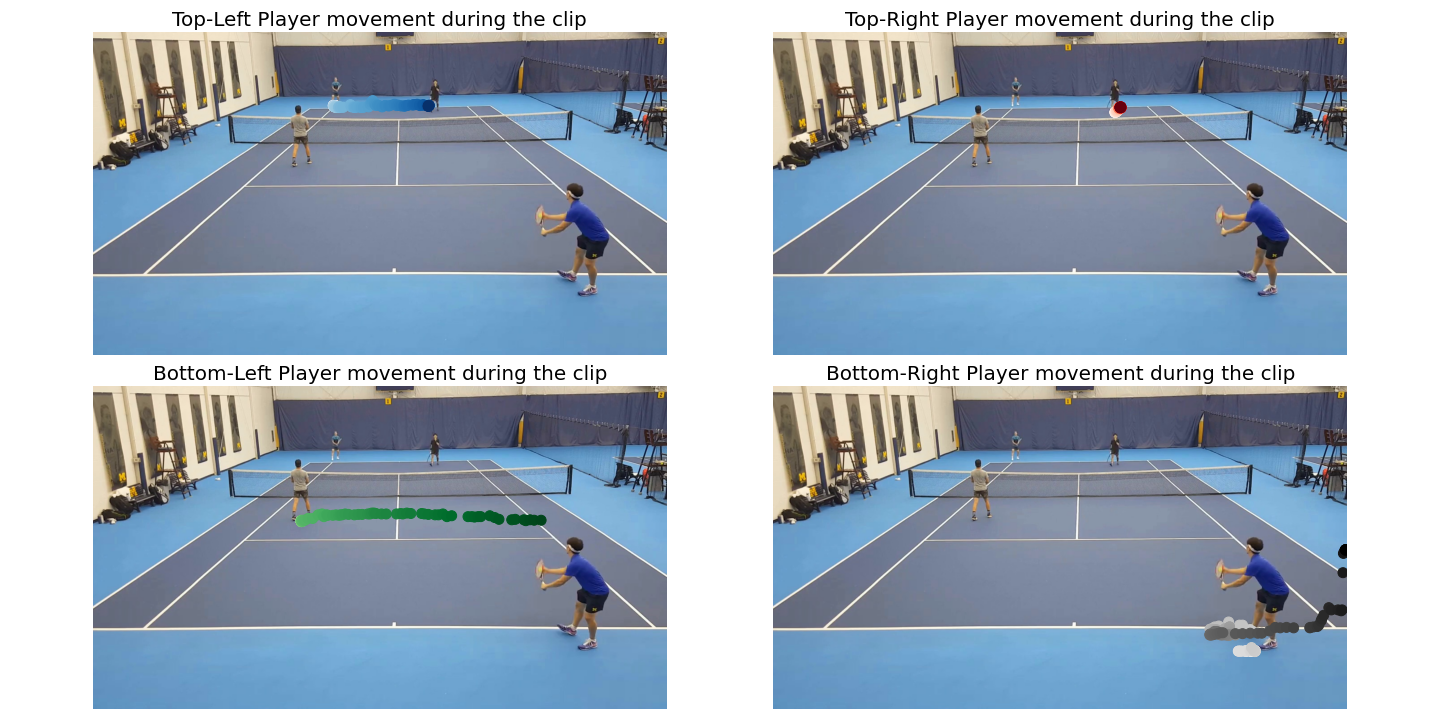 Top-Left Player movement during the clip
Top-Right Player movement during the clip
Bottom-Left Player movement during the clip
Bottom-Right Player movement during the clip